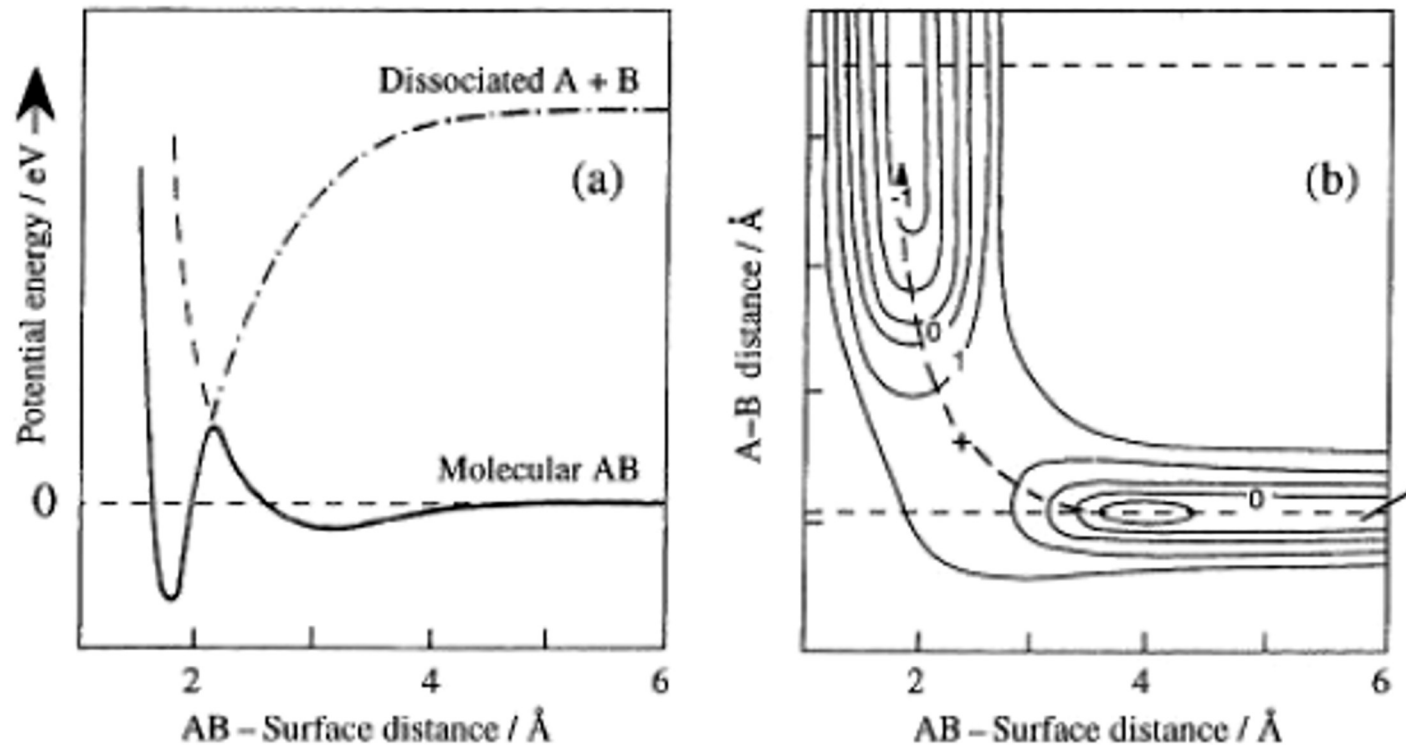 Dissociated A + B
(a)
Potential energy / eV
Molecular AB
0
2 4 6
AB – Surface distance / Å
(b)
A–B distance / Å
0
1
+
0
2 4 6
AB – Surface distance / Å